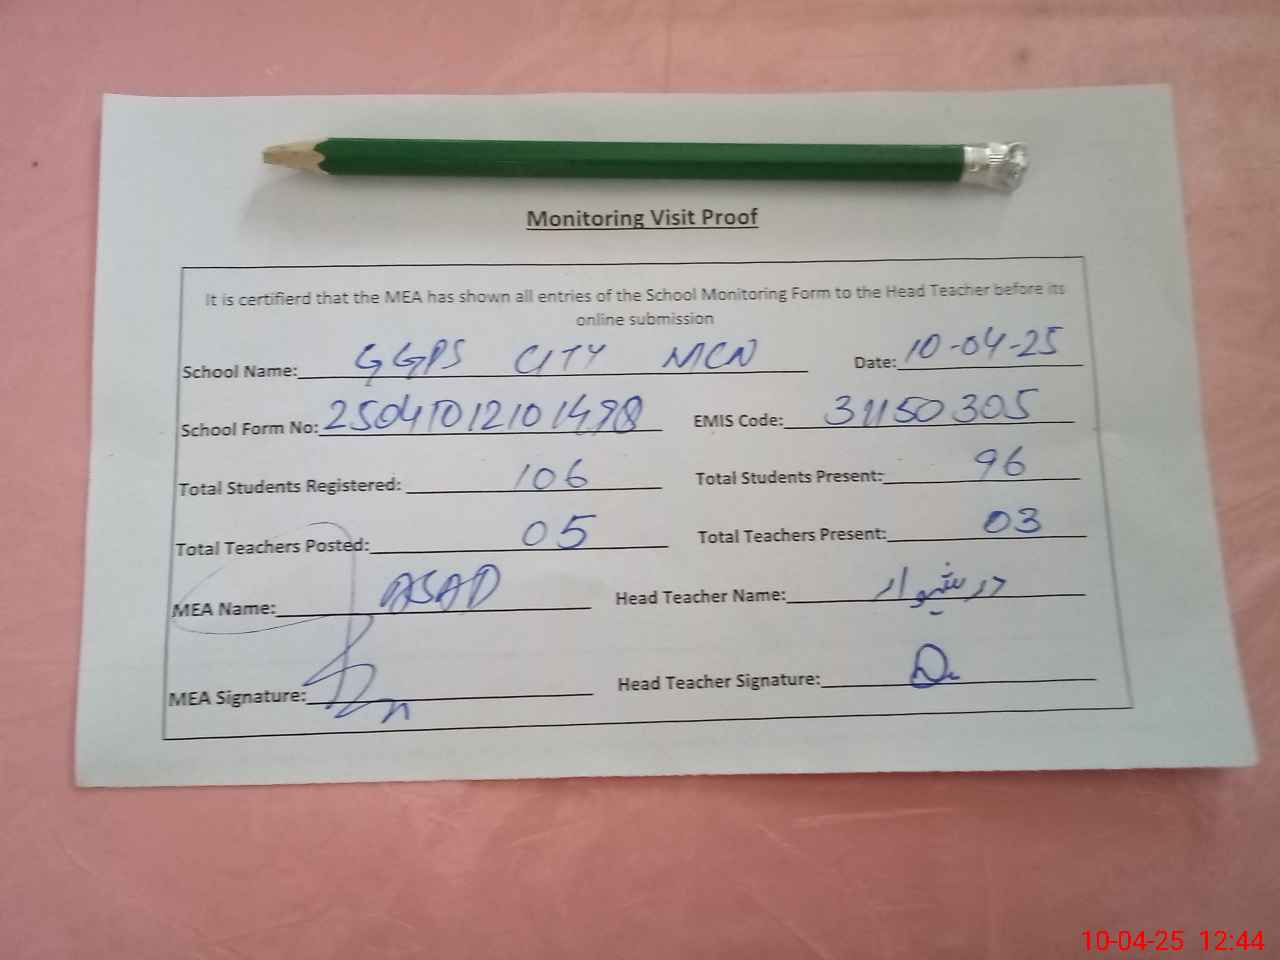 Monitoring Visit Proof
It is certifierd that the MEA has shown all entries of the School Monitoring Form to the Head Teacher before its
online submission
School Name: GGPS CITY MCN Date: 10-04-25
School Form No: 25041012101498 EMIS Code: 31150305
Total Students Registered: 106 Total Students Present: 96
Total Teachers Posted: 05 Total Teachers Present: 03
MEA Name: ASAD Head Teacher Name: در شہوار
MEA Signature: Head Teacher Signature:
10-04-25 12:44